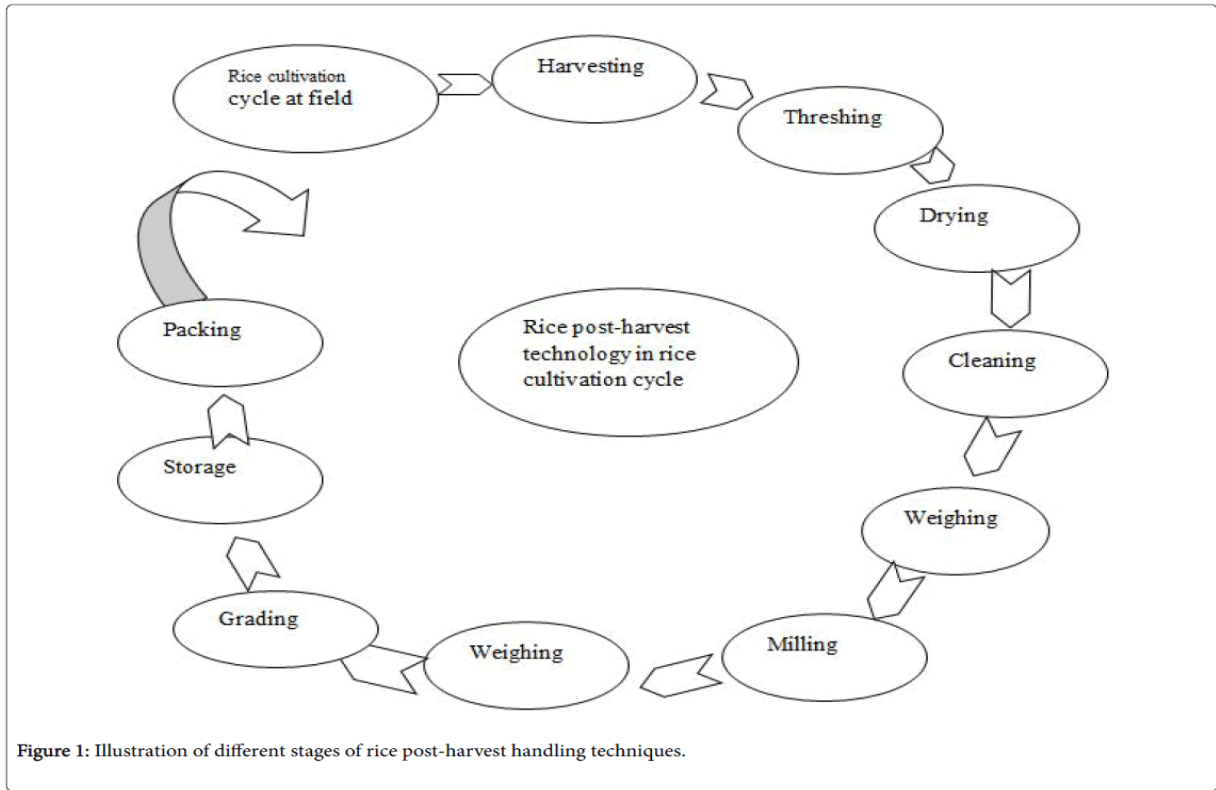 Rice cultivation
cycle at field
Harvesting
Threshing
Drying
Cleaning
Weighing
Milling
Weighing
Grading
Storage
Packing
Rice post-harvest
technology in rice
cultivation cycle
Figure 1: Illustration of different stages of rice post-harvest handling techniques.